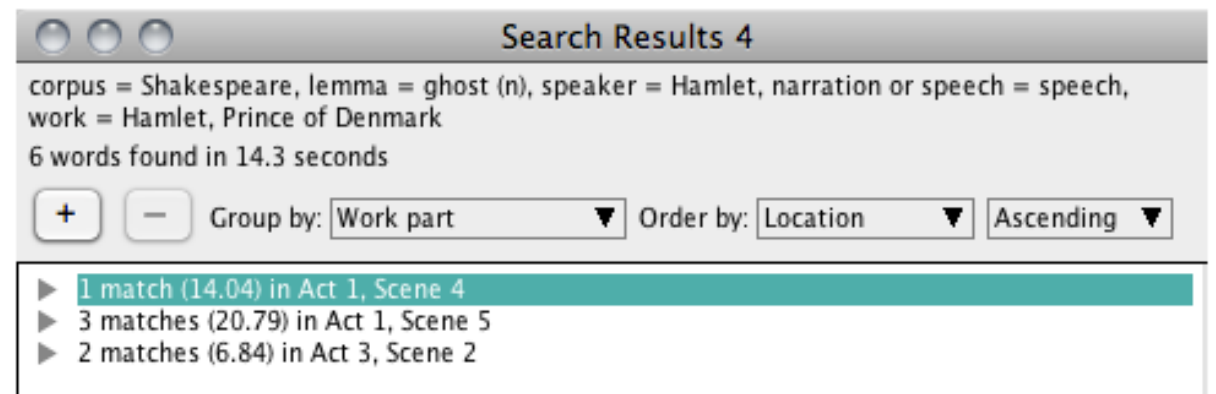 Search Results 4
corpus = Shakespeare, lemma = ghost (n), speaker = Hamlet, narration or speech = speech,
work = Hamlet, Prince of Denmark
6 words found in 14.3 seconds
+ − Group by: Work part ▼ Order by: Location ▼ Ascending ▼
1 match (14.04) in Act 1, Scene 4
3 matches (20.79) in Act 1, Scene 5
2 matches (6.84) in Act 3, Scene 2